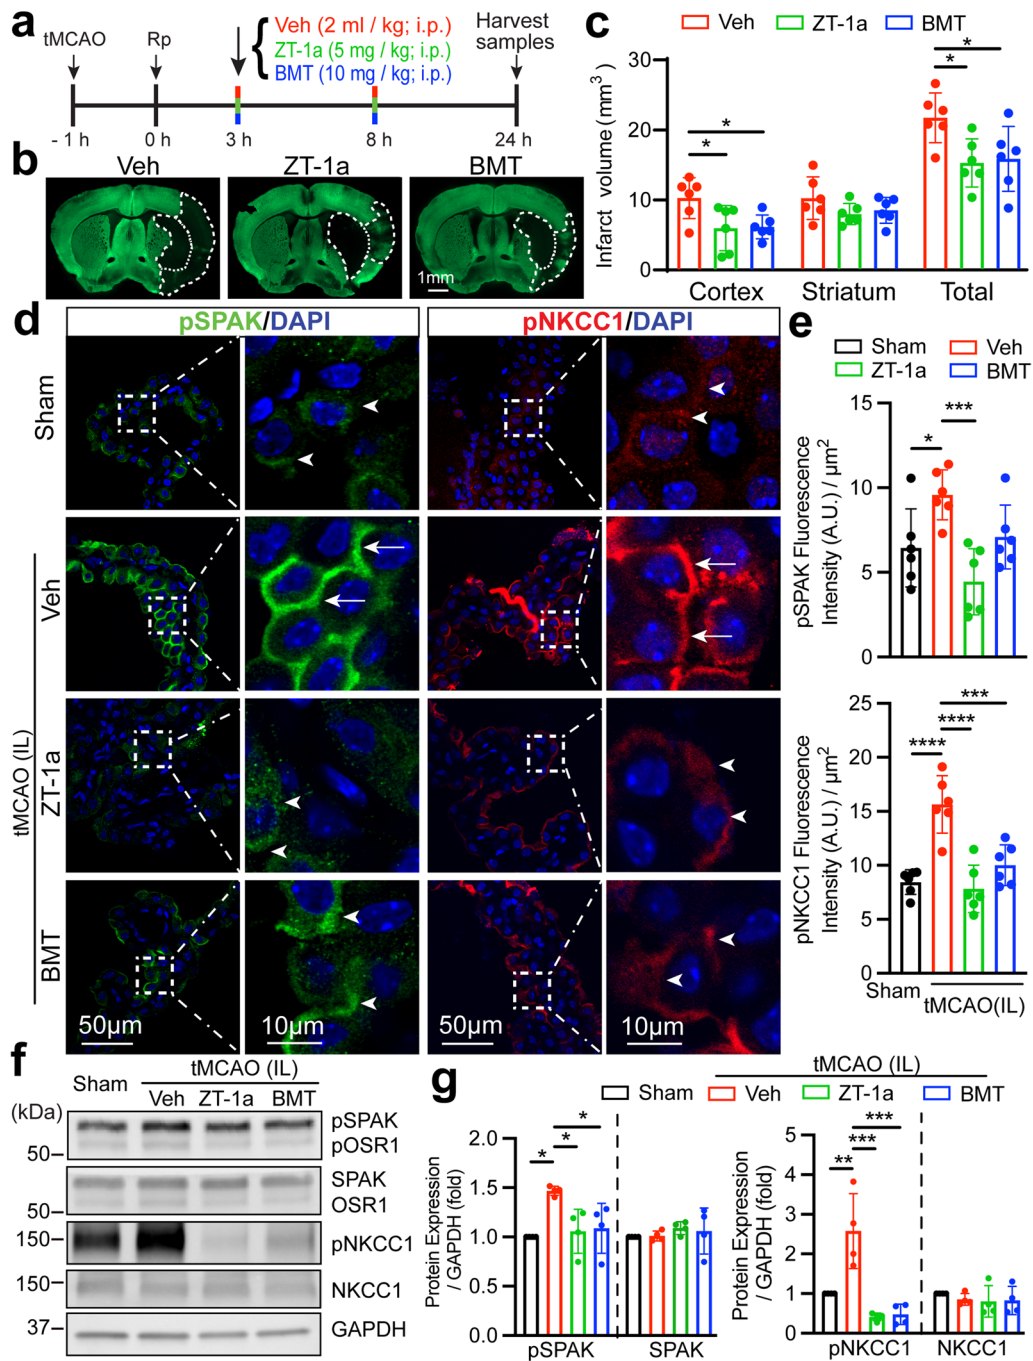 a
tMCAO
Rp
Veh (2 ml / kg; i.p.)
ZT-1a (5 mg / kg; i.p.)
BMT (10 mg / kg; i.p.)
Harvest
samples
- 1 h
0 h
3 h
8 h
24 h
b
Veh
ZT-1a
BMT
1mm
c
Veh
ZT-1a
BMT
Infarct volume (mm³)
30
20
10
0
*
*
*
*
Cortex
Striatum
Total
d
pSPAK/DAPI
pNKCC1/DAPI
Sham
Veh
ZT-1a
BMT
tMCAO (IL)
50µm
10µm
50µm
10µm
e
Sham
Veh
ZT-1a
BMT
pSPAK Fluorescence
Intensity (A.U.) / µm²
15
10
5
0
*
***
pNKCC1 Fluorescence
Intensity (A.U.) / µm²
25
20
15
10
5
0
****
****
***
Sham
tMCAO(IL)
f
Sham
tMCAO (IL)
Veh
ZT-1a
BMT
(kDa)
pSPAK
pOSR1
50
SPAK
OSR1
50
150
pNKCC1
150
NKCC1
37
GAPDH
g
tMCAO (IL)
Sham
Veh
ZT-1a
BMT
Protein Expression
/ GAPDH (fold)
2.0
1.5
1.0
0.5
0.0
*
*
*
pSPAK
SPAK
Protein Expression
/ GAPDH (fold)
5
4
3
2
1
0
**
***
***
pNKCC1
NKCC1